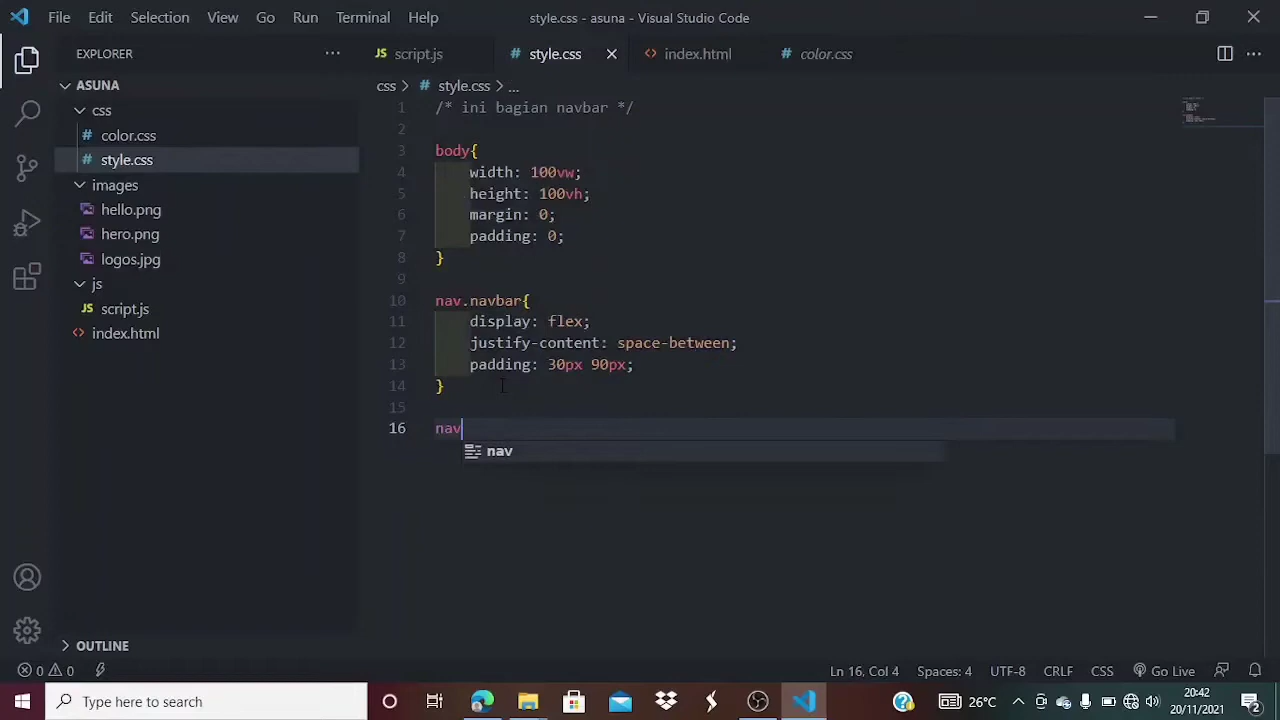 File Edit Selection View Go Run Terminal Help
style.css - asuna - Visual Studio Code
EXPLORER
script.js
style.css
index.html
color.css
ASUNA
css
color.css
style.css
images
hello.png
hero.png
logos.jpg
js
script.js
index.html
OUTLINE
css > # style.css > ...
1 /* ini bagian navbar */
2
3 body{
4 width: 100vw;
5 height: 100vh;
6 margin: 0;
7 padding: 0;
8 }
9
10 nav.navbar{
11 display: flex;
12 justify-content: space-between;
13 padding: 30px 90px;
14 }
15
16 nav
nav
0 0
Ln 16, Col 4 Spaces: 4 UTF-8 CRLF CSS Go Live
Type here to search
26°C
20:42
20/11/2021
2